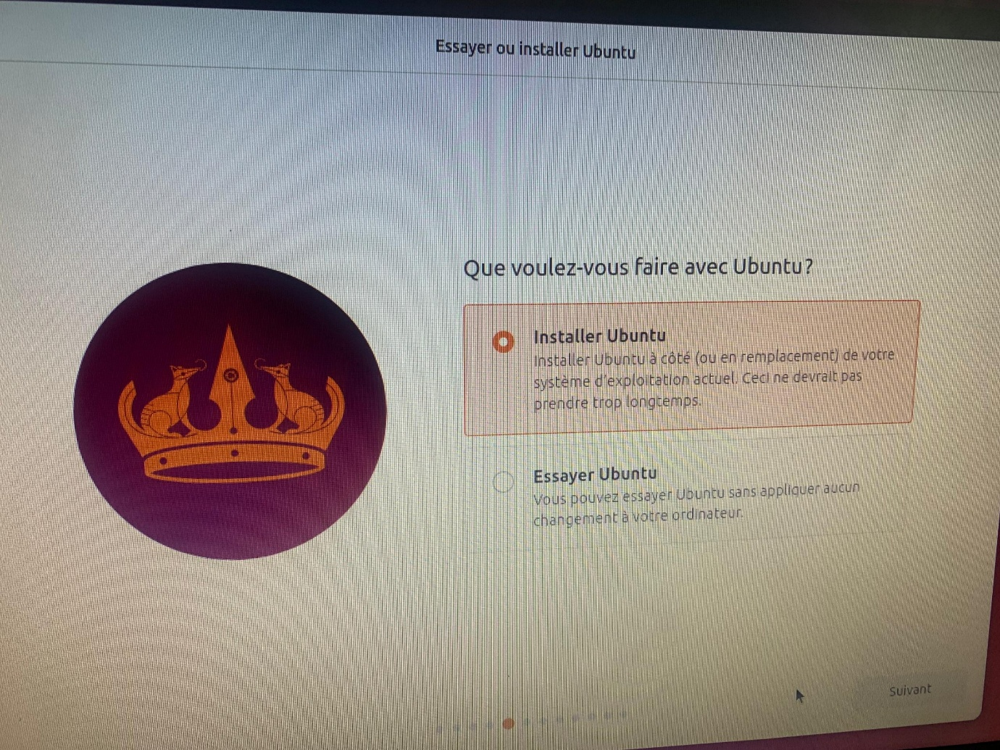 Essayer ou installer Ubuntu
Que voulez-vous faire avec Ubuntu?
Installer Ubuntu
Installer Ubuntu à côté (ou en remplacement) de votre
système d'exploitation actuel. Ceci ne devrait pas
prendre trop longtemps.
Essayer Ubuntu
Vous pouvez essayer Ubuntu sans appliquer aucun
changement à votre ordinateur.
Suivant